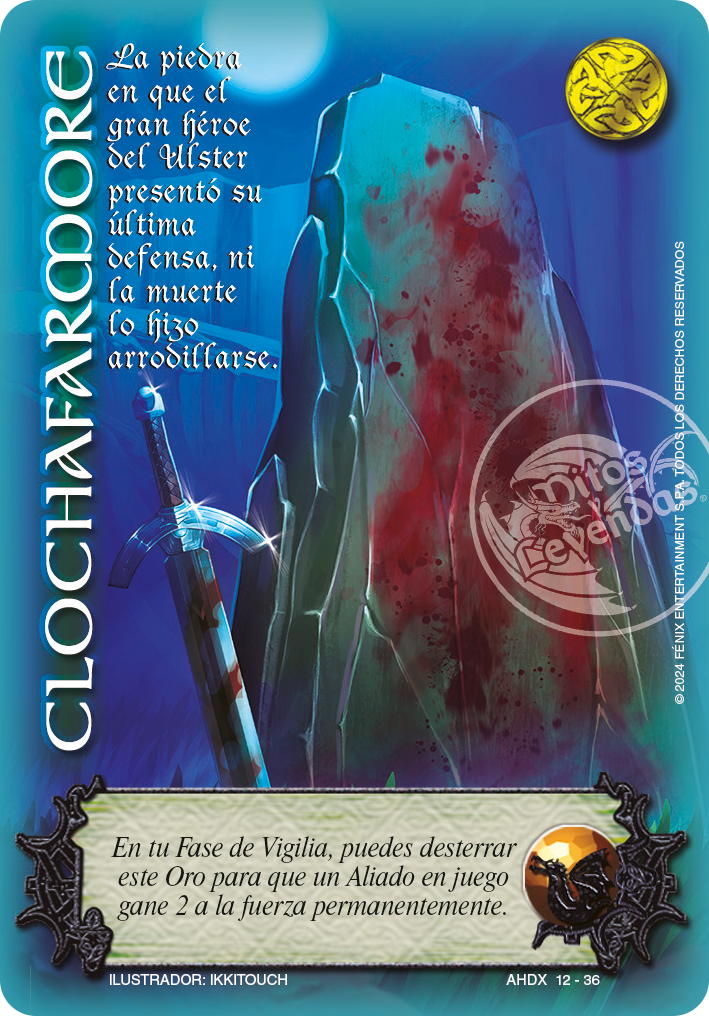 CLOCHAFARMORE
La piedra
en que el
gran héroe
del Ulster
presentó su
última
defensa, ni
la muerte
lo hizo
arrodillarse.
© 2024 FÉNIX ENTERTAINMENT S.P.A. TODOS LOS DERECHOS RESERVADOS
Mitos
Leyendas
®
En tu Fase de Vigilia, puedes desterrar
este Oro para que un Aliado en juego
gane 2 a la fuerza permanentemente.
ILUSTRADOR: IKKITOUCH
AHDX 12 - 36